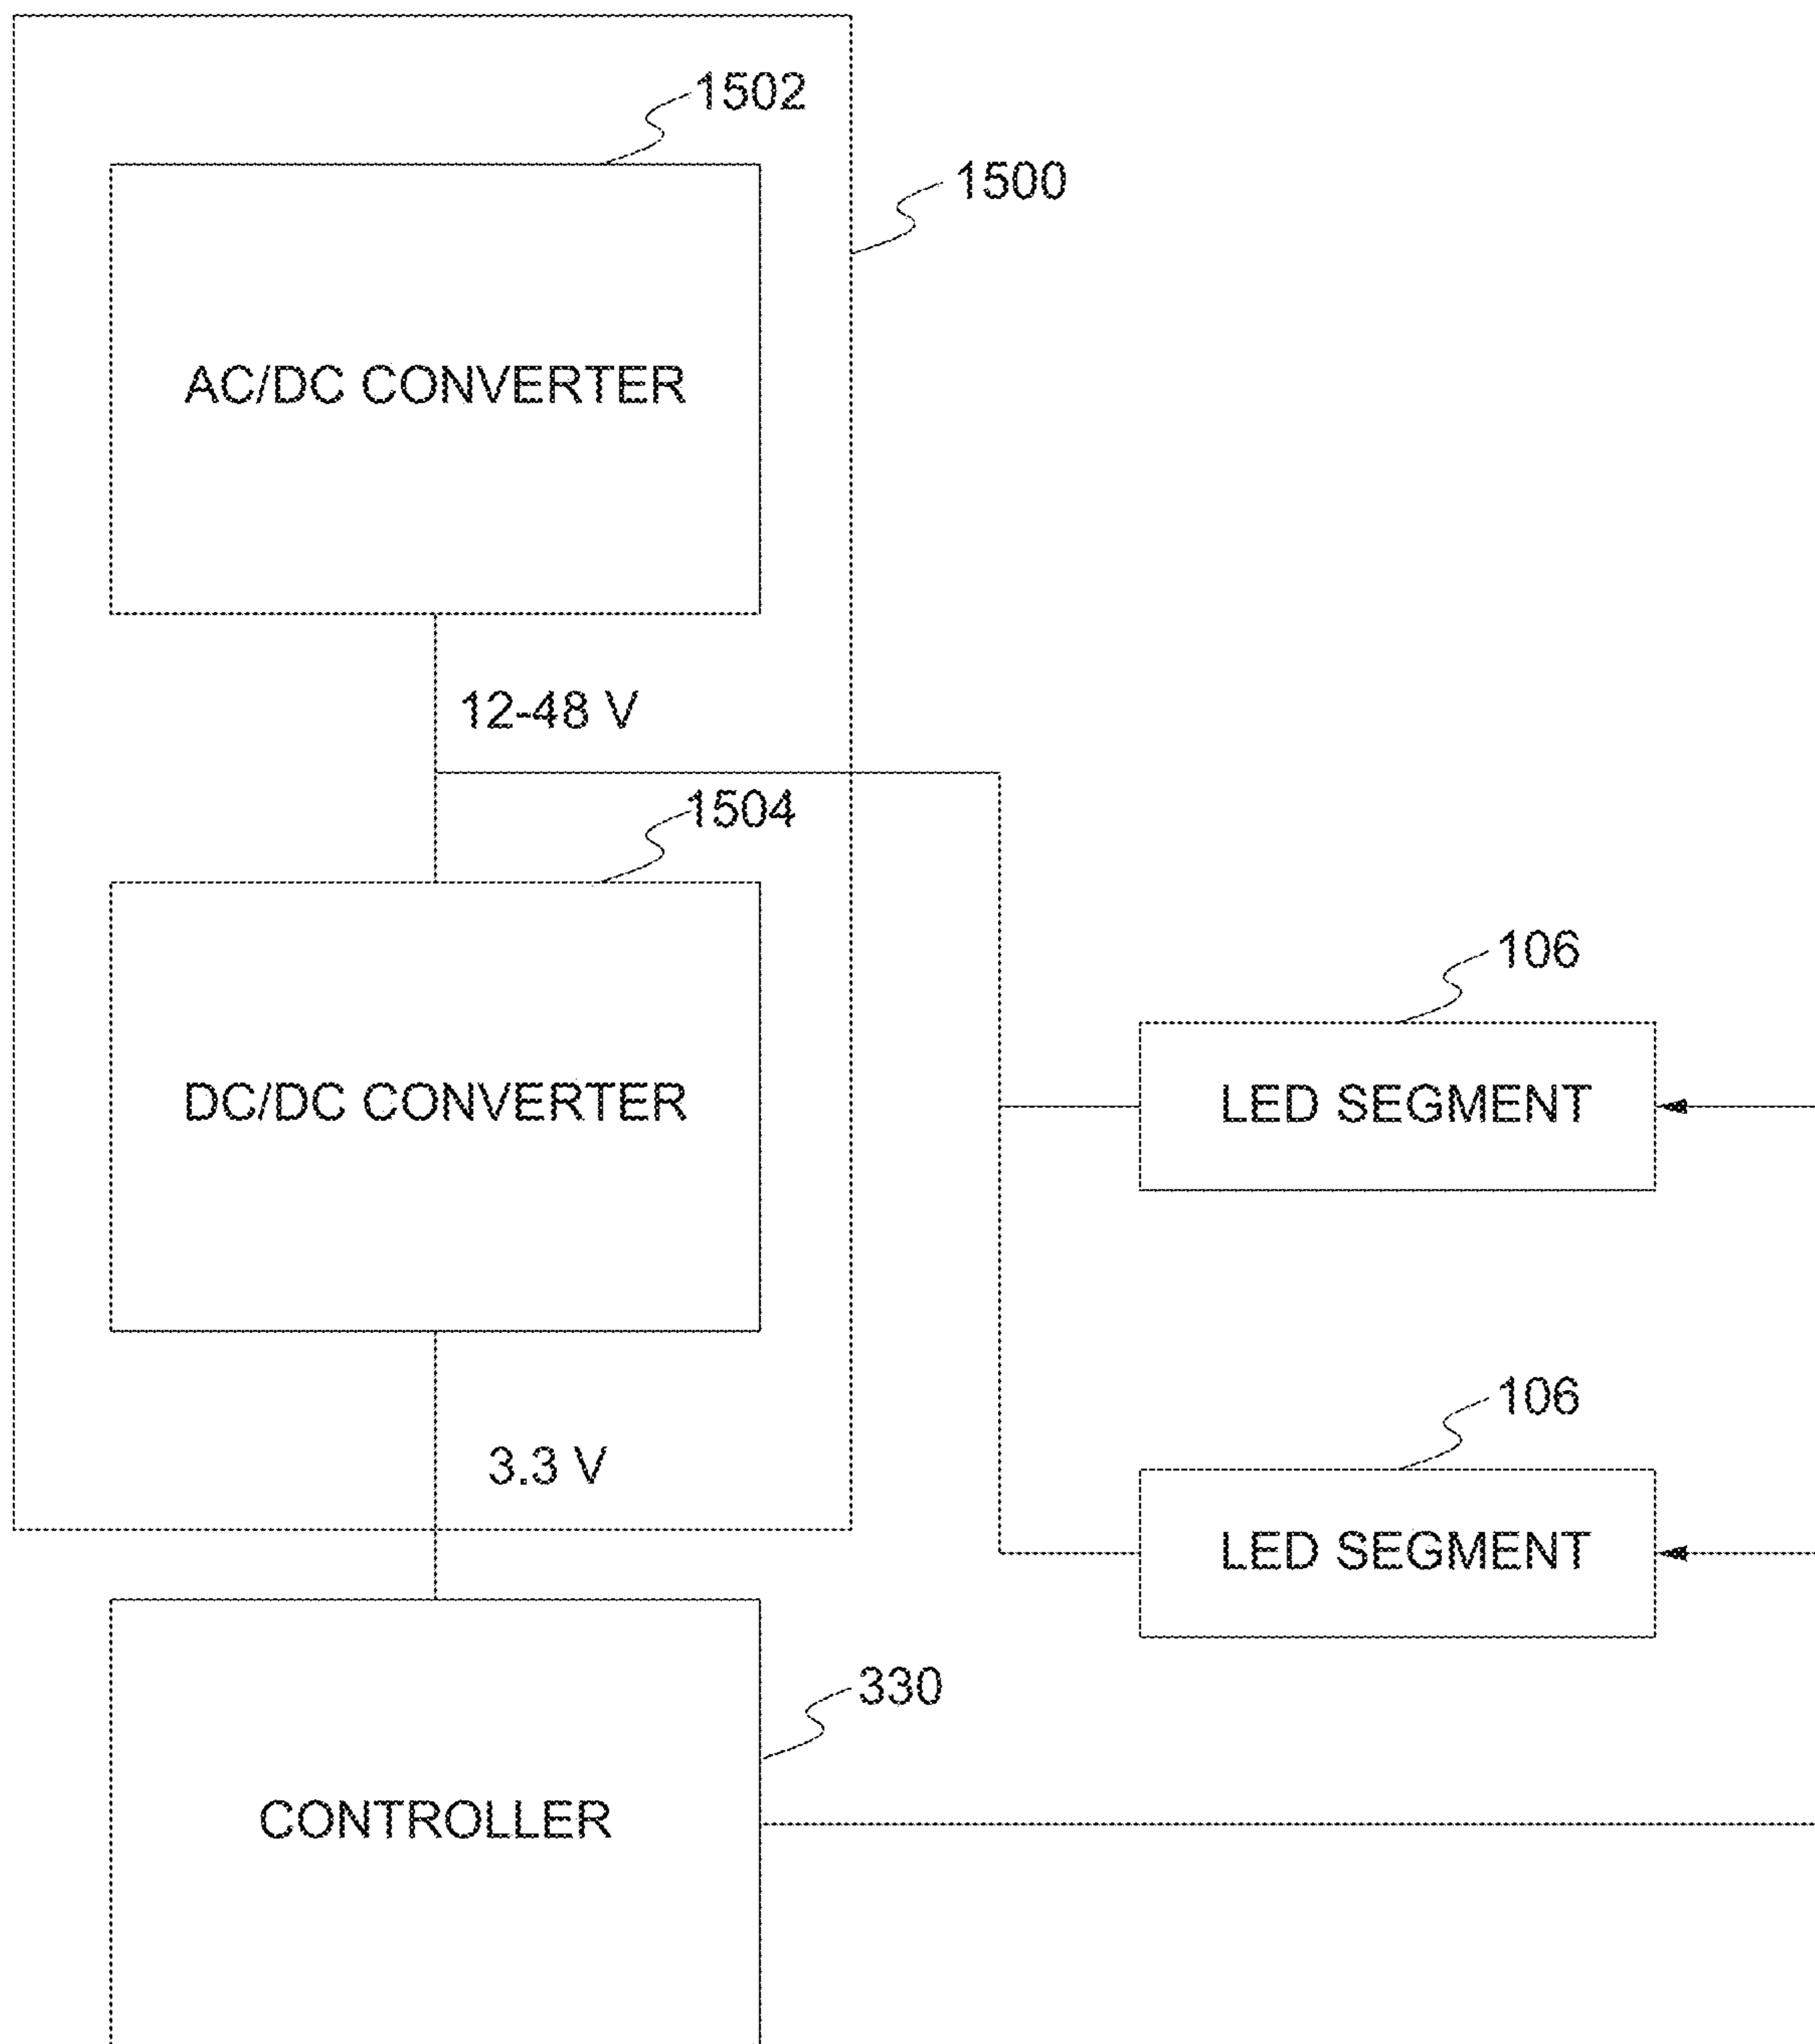 1502
1500
AC/DC CONVERTER
12-48 V
1504
106
DC/DC CONVERTER
LED SEGMENT
106
3.3 V
LED SEGMENT
330
CONTROLLER